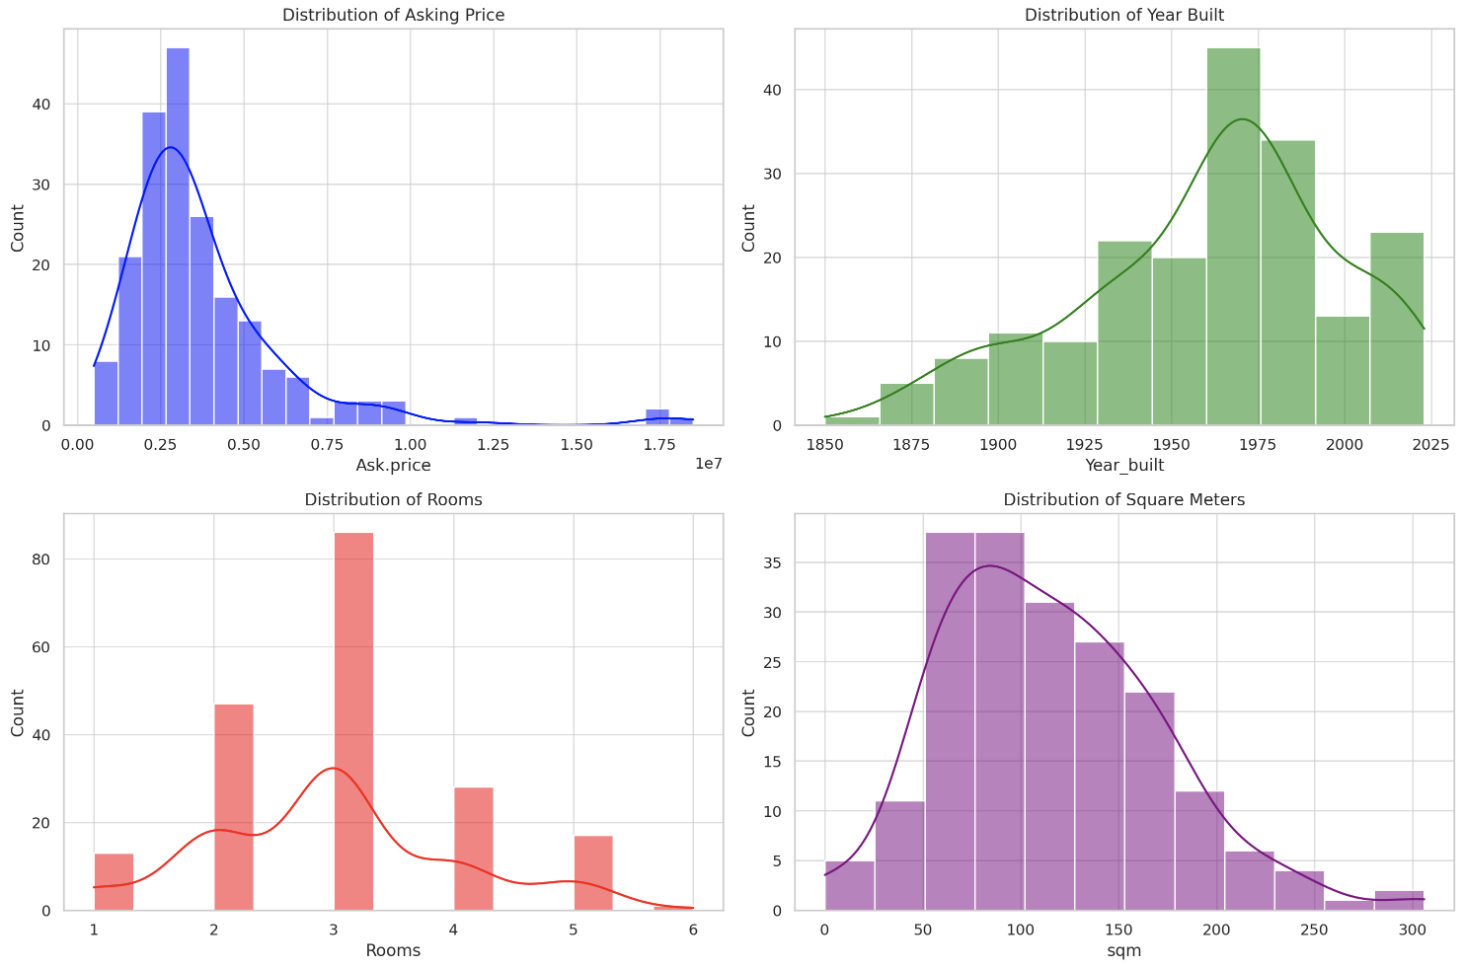 Distribution of Asking Price
Count
40
30
20
10
0
0.00 0.25 0.50 0.75 1.00 1.25 1.50 1.75
1e7
Ask.price
Distribution of Year Built
Count
40
30
20
10
0
1850 1875 1900 1925 1950 1975 2000 2025
Year_built
Distribution of Rooms
Count
80
60
40
20
0
1 2 3 4 5 6
Rooms
Distribution of Square Meters
Count
35
30
25
20
15
10
5
0
0 50 100 150 200 250 300
sqm